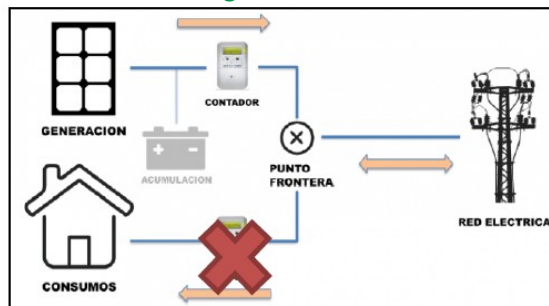 CONTADOR
GENERACION
ACUMULACION
PUNTO
FRONTERA
RED ELECTRICA
CONSUMOS